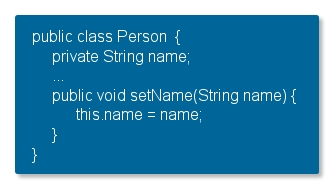 public class Person {
private String name;
...
public void setName(String name) {
this.name = name;
}
}